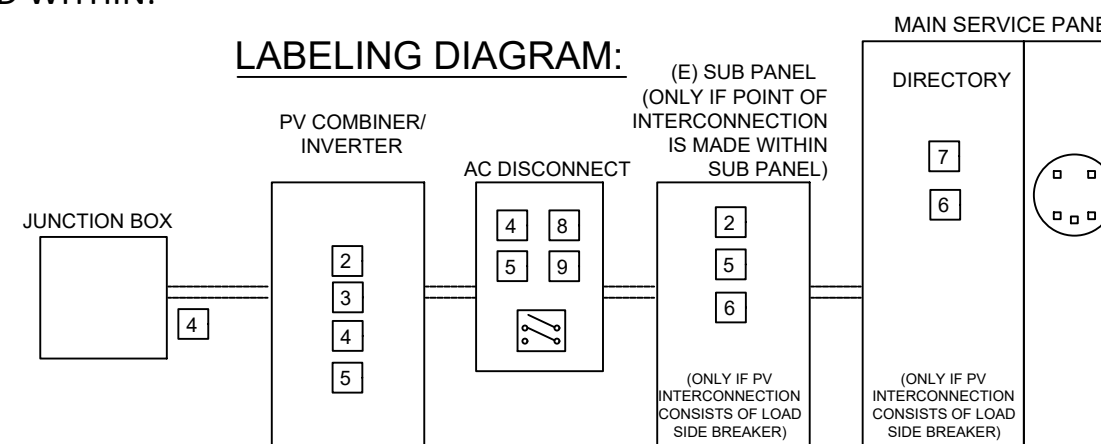 D WITHIN.
LABELING DIAGRAM:
JUNCTION BOX
4
PV COMBINER/
INVERTER
2
3
4
5
AC DISCONNECT
4 8
5 9
(E) SUB PANEL
(ONLY IF POINT OF
INTERCONNECTION
IS MADE WITHIN
SUB PANEL)
2
5
6
(ONLY IF PV
INTERCONNECTION
CONSISTS OF LOAD
SIDE BREAKER)
MAIN SERVICE PANE
DIRECTORY
7
6
(ONLY IF PV
INTERCONNECTION
CONSISTS OF LOAD
SIDE BREAKER)